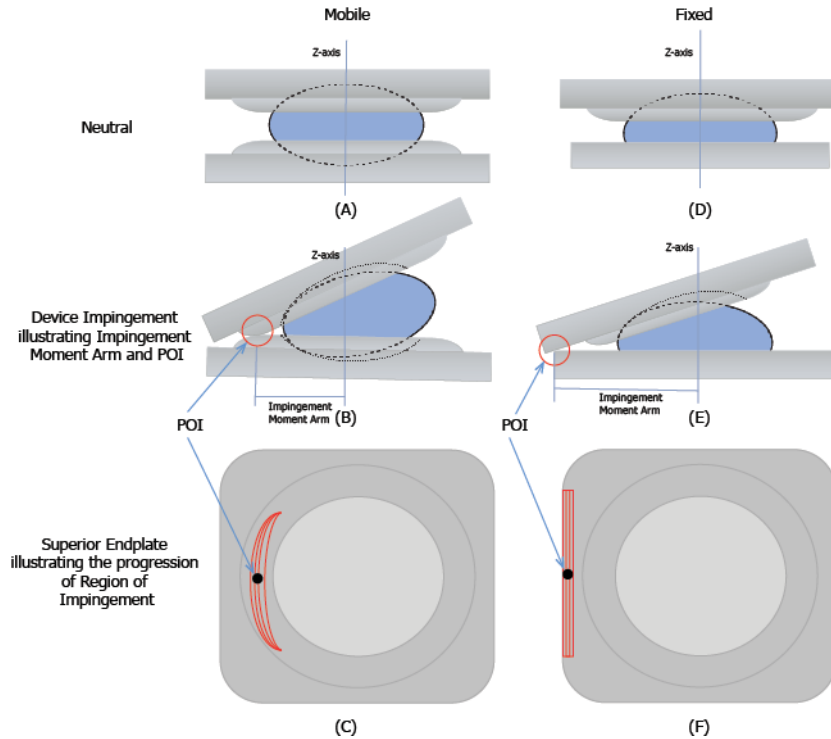 Mobile
Fixed
Z-axis
Z-axis
Neutral
(A)
(D)
Z-axis
Z-axis
Device Impingement
illustrating Impingement
Moment Arm and POI
Impingement
Moment Arm
(B)
Impingement
Moment Arm
(E)
POI
POI
Superior Endplate
illustrating the progression
of Region of
Impingement
(C)
(F)